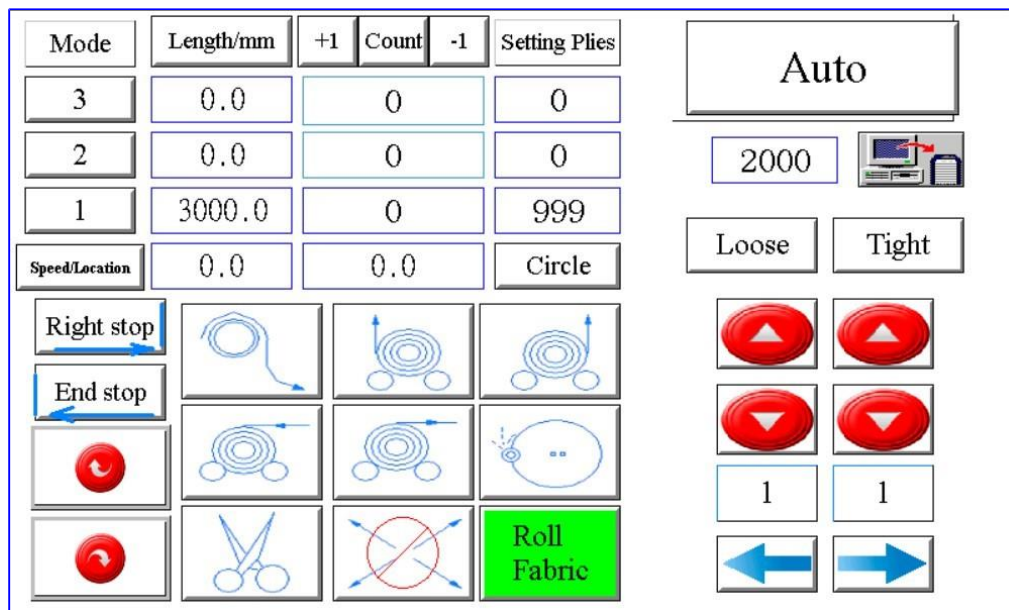 Mode Length/mm +1 Count -1 Setting Plies
3 0.0 0 0
2 0.0 0 0
1 3000.0 0 999
Speed/Location 0.0 0.0 Circle
Right stop
End stop
Roll
Fabric
Auto
2000
Loose Tight
1 1